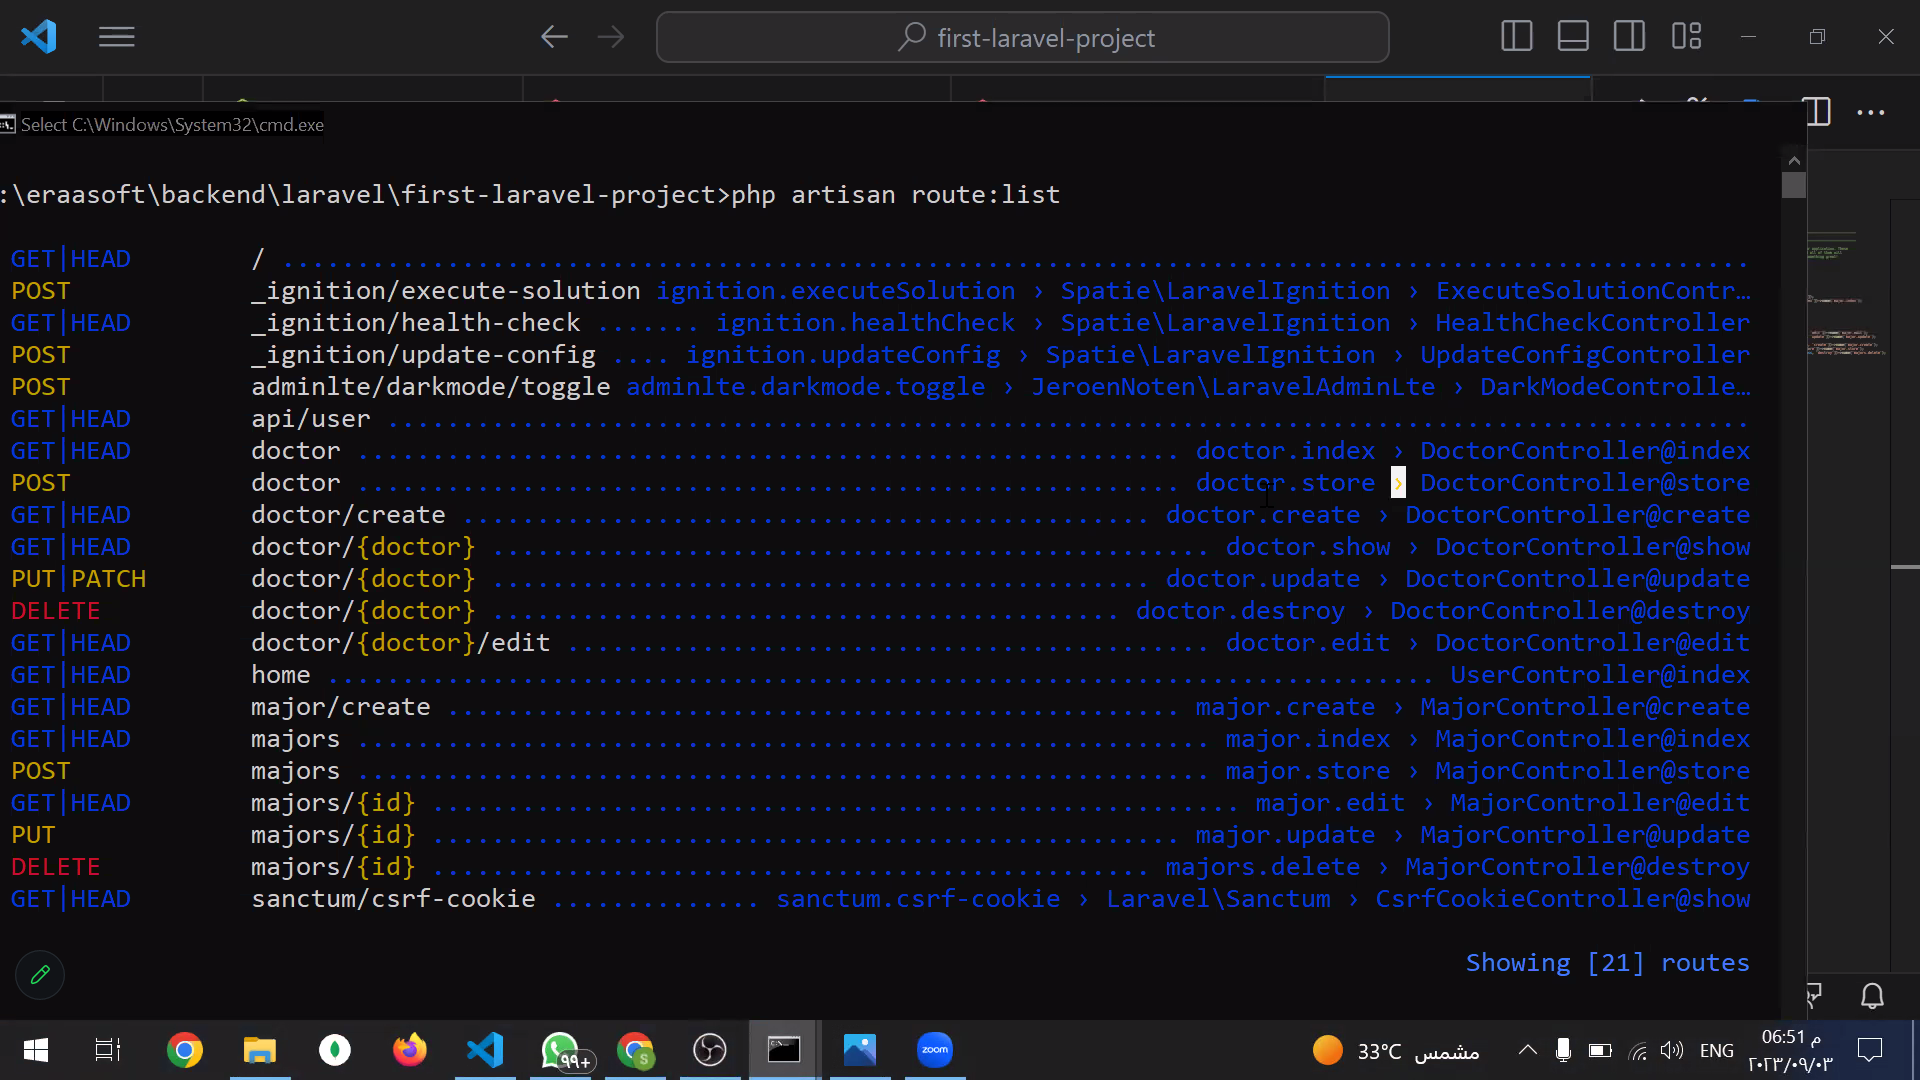 first-laravel-project
Select C:\Windows\System32\cmd.exe
:\eraasoft\backend\laravel\first-laravel-project>php artisan route:list
GET|HEAD / ........................................................................................................
POST _ignition/execute-solution ignition.executeSolution › Spatie\LaravelIgnition › ExecuteSolutionContr…
GET|HEAD _ignition/health-check ....... ignition.healthCheck › Spatie\LaravelIgnition › HealthCheckController
POST _ignition/update-config .... ignition.updateConfig › Spatie\LaravelIgnition › UpdateConfigController
POST adminlte/darkmode/toggle adminlte.darkmode.toggle › JeroenNoten\LaravelAdminLte › DarkModeControlle…
GET|HEAD api/user ...........................................................................................
GET|HEAD doctor ....................................................... doctor.index › DoctorController@index
POST doctor ....................................................... doctor.store › DoctorController@store
GET|HEAD doctor/create .............................................. doctor.create › DoctorController@create
GET|HEAD doctor/{doctor} ................................................ doctor.show › DoctorController@show
PUT|PATCH doctor/{doctor} ............................................ doctor.update › DoctorController@update
DELETE doctor/{doctor} .......................................... doctor.destroy › DoctorController@destroy
GET|HEAD doctor/{doctor}/edit ........................................... doctor.edit › DoctorController@edit
GET|HEAD home .......................................................................... UserController@index
GET|HEAD major/create ................................................. major.create › MajorController@create
GET|HEAD majors ......................................................... major.index › MajorController@index
POST majors ......................................................... major.store › MajorController@store
GET|HEAD majors/{id} ...................................................... major.edit › MajorController@edit
PUT majors/{id} .................................................. major.update › MajorController@update
DELETE majors/{id} ................................................ majors.delete › MajorController@destroy
GET|HEAD sanctum/csrf-cookie .............. sanctum.csrf-cookie › Laravel\Sanctum › CsrfCookieController@show
Showing [21] routes
٩٩+
zoom
33°C مشمس
ENG
06:51 م
٢٠٢٣/٠٩/٠٣